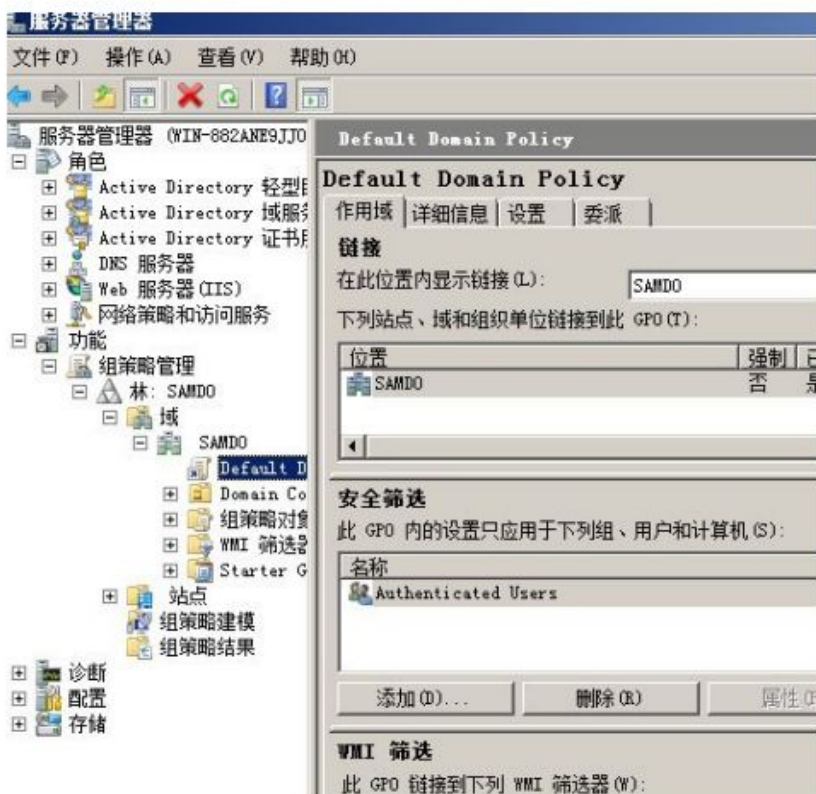 服务器管理器
文件(F) 操作(A) 查看(V) 帮助(H)
服务器管理器 (WIN-882ANE9JJO
角色
Active Directory 轻型
Active Directory 域服
Active Directory 证书
DNS 服务器
Web 服务器(IIS)
网络策略和访问服务
功能
组策略管理
林: SAMDO
域
SAMDO
Default D
Domain Co
组策略对象
WMI 筛选器
Starter G
站点
组策略建模
组策略结果
诊断
配置
存储
Default Domain Policy
Default Domain Policy
作用域 详细信息 设置 委派
链接
在此位置内显示链接(L): SAMDO
下列站点、域和组织单位链接到此 GPO(T):
位置 强制 已
SAMDO 否 是
安全筛选
此 GPO 内的设置只应用于下列组、用户和计算机(S):
名称
Authenticated Users
添加(D)... 删除(R) 属性(P
WMI 筛选
此 GPO 链接到下列 WMI 筛选器(W):